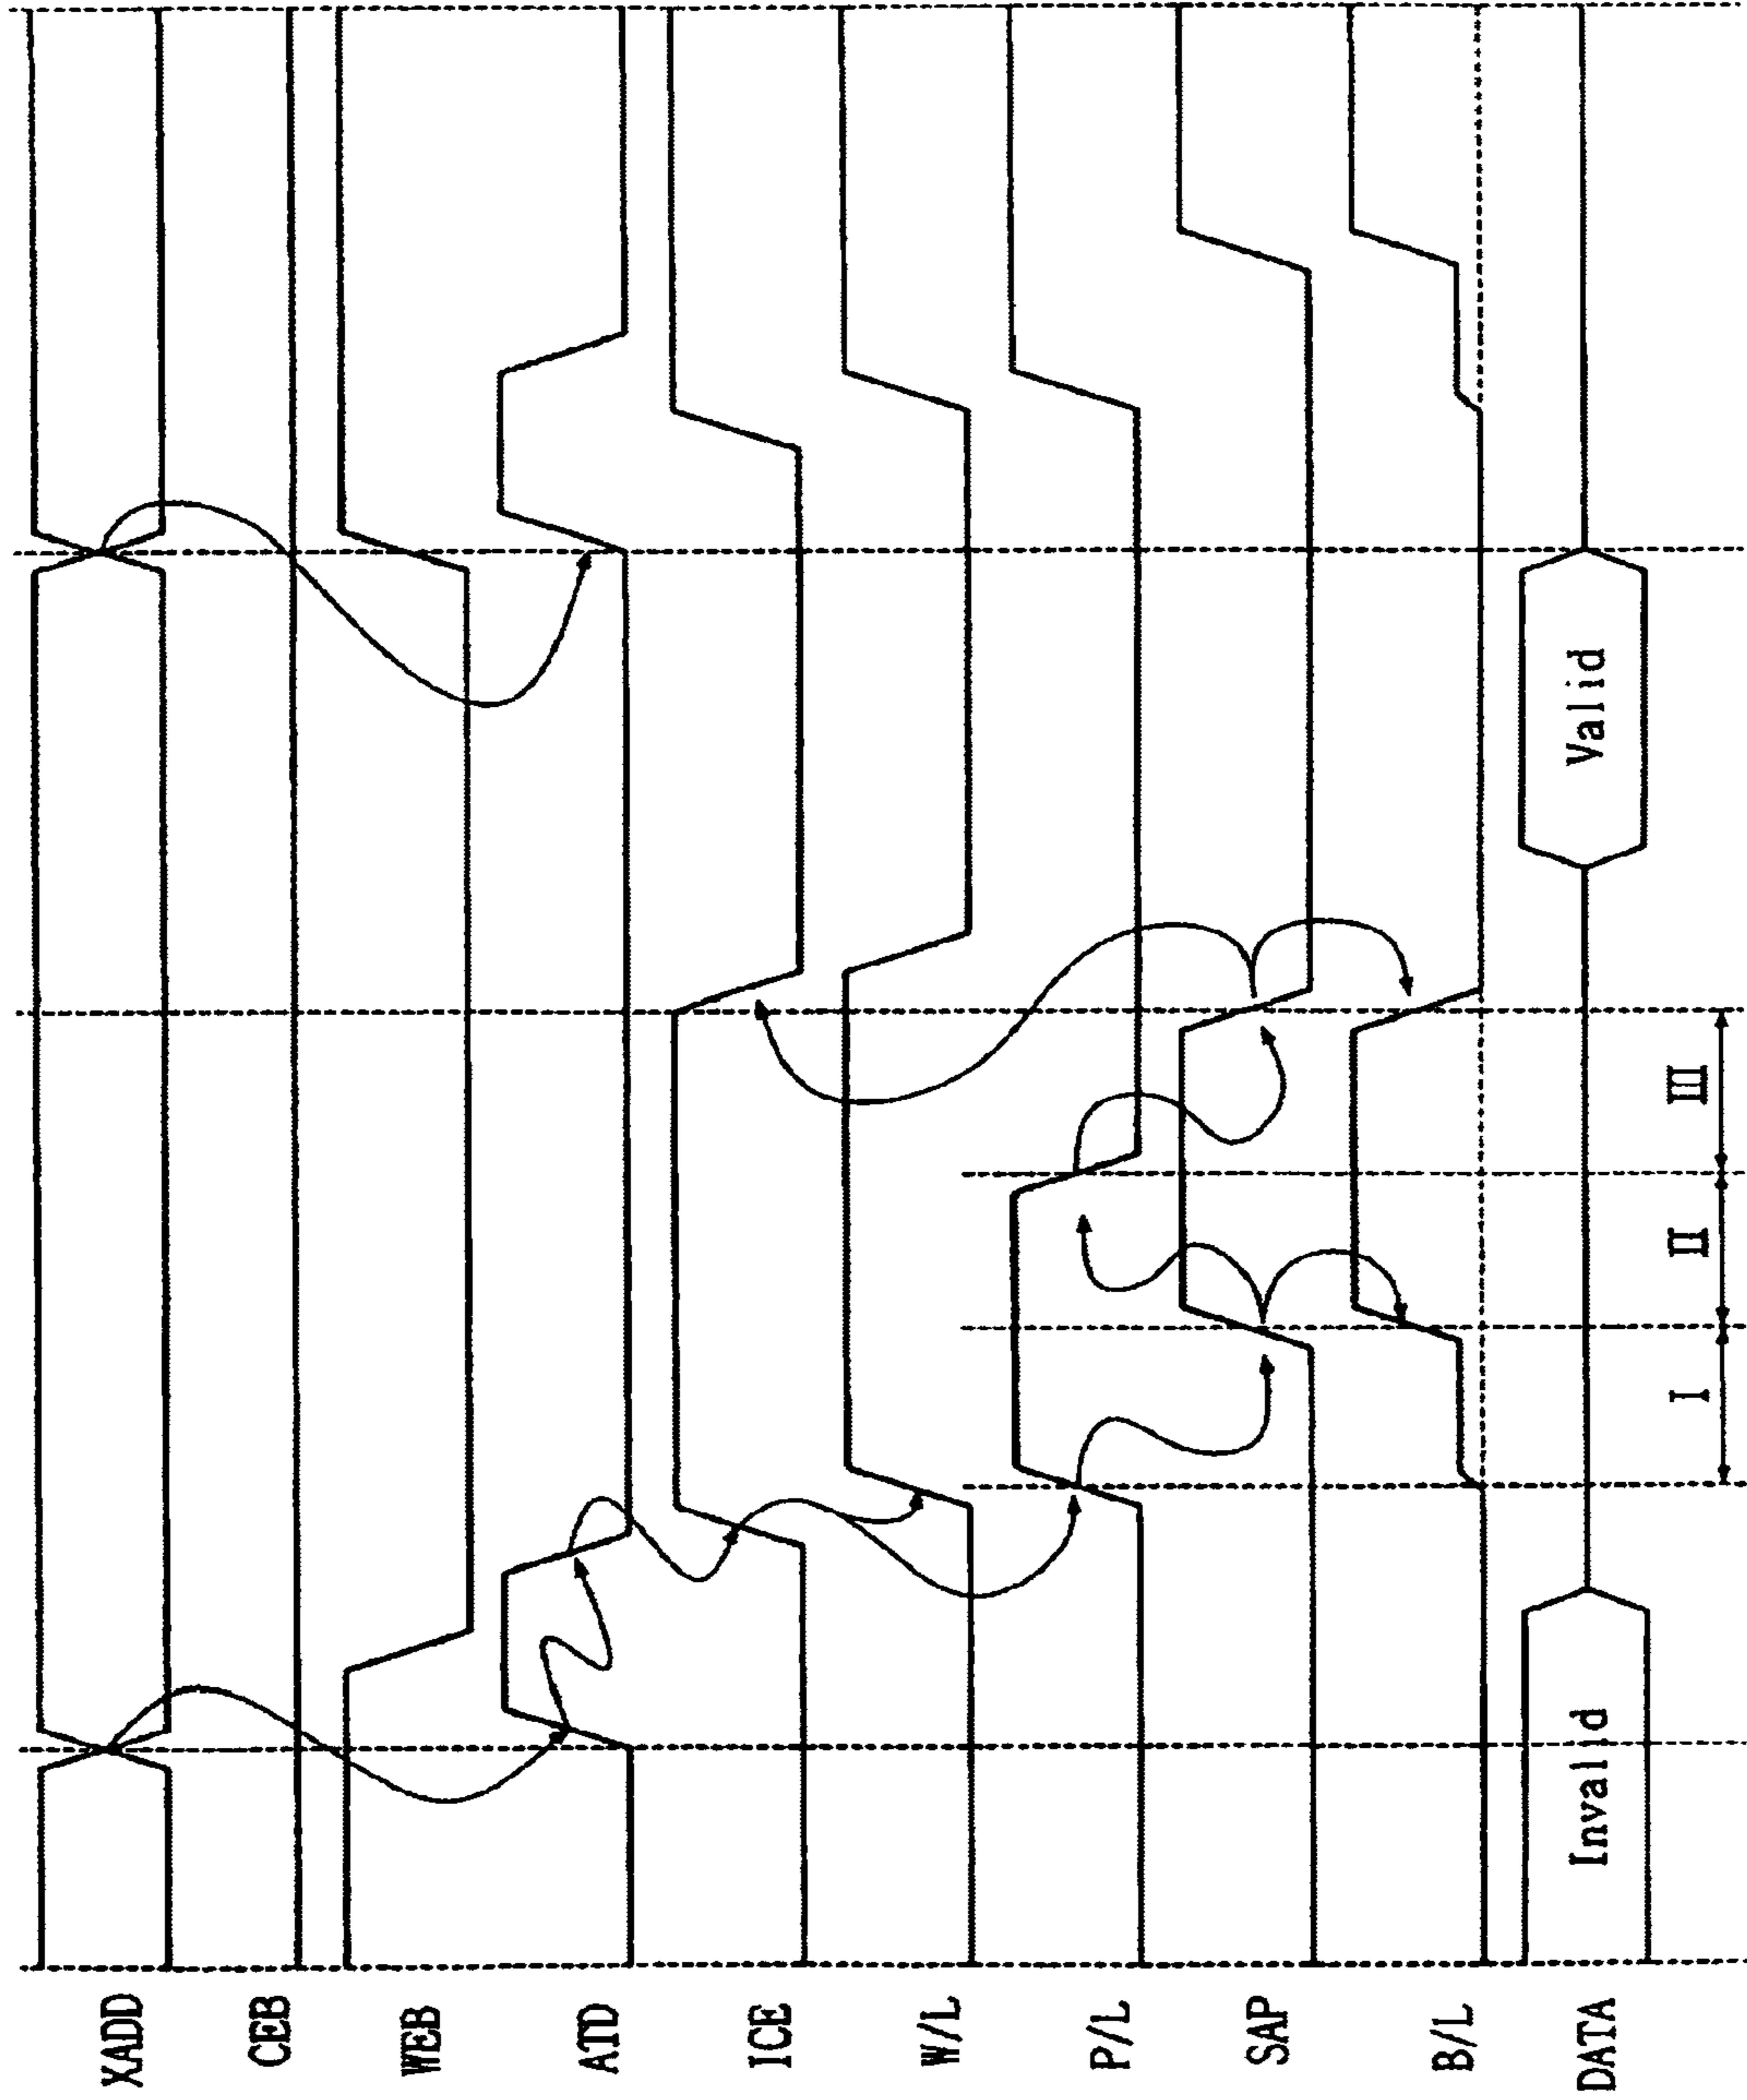 XADD
CEB
WEB
ATD
ICE
W/L
P/L
SAP
B/L
DATA
Invalid
Valid
I
II
III